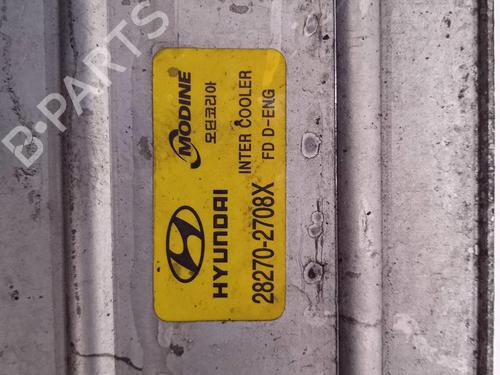 HYUNDAI
MODINE
모딘코리아
28270-2708X
INTER COOLER
FD D-ENG
B-PARTS